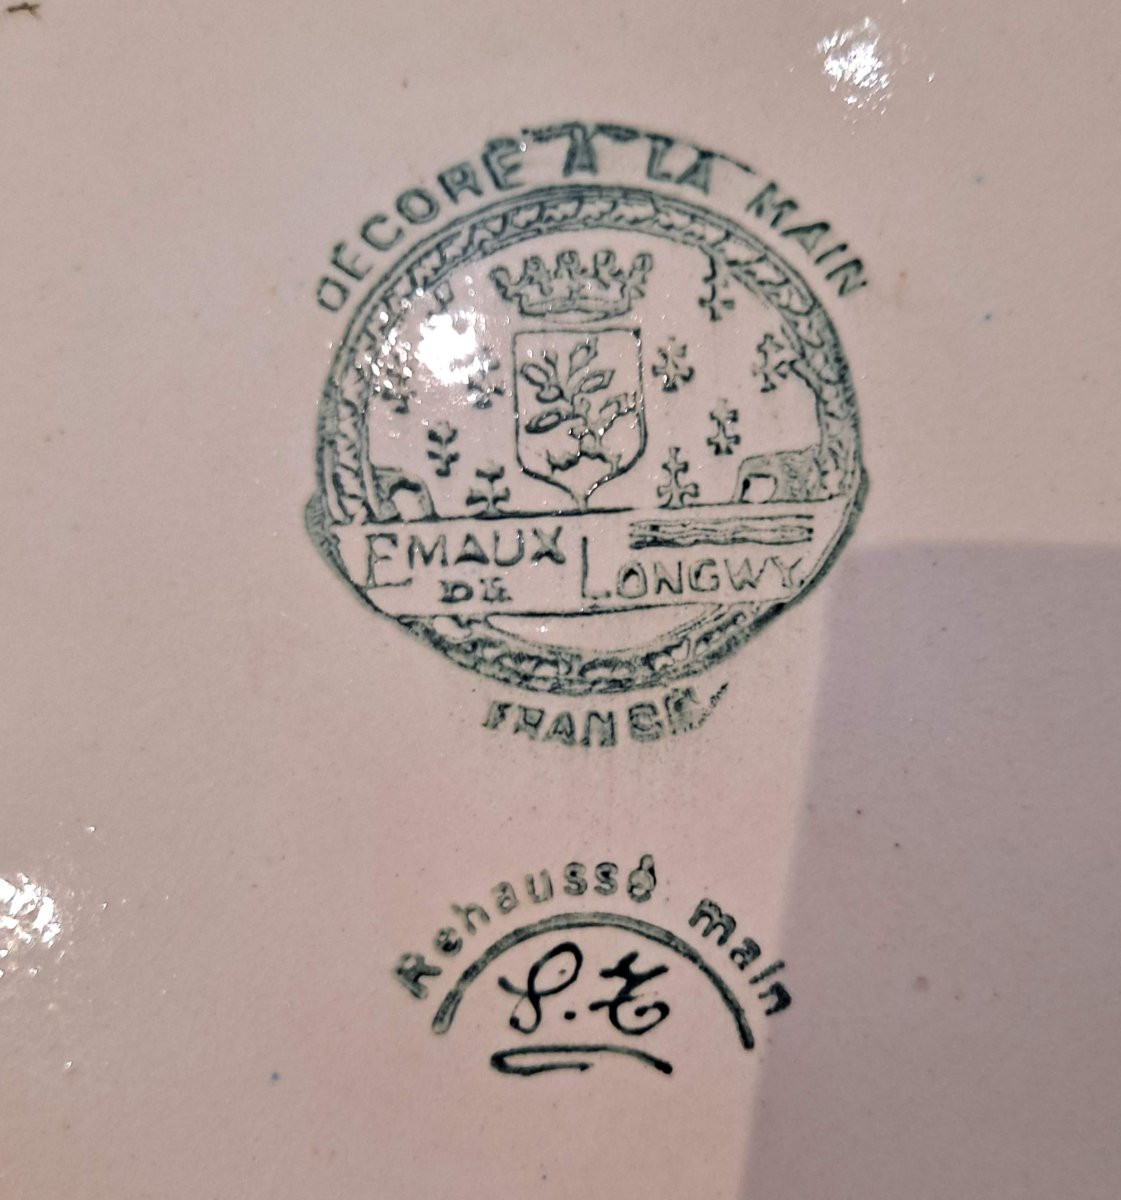 DECORÉ A LA MAIN
EMAUX
DE LONGWY
FRANCE
Rehaussé main